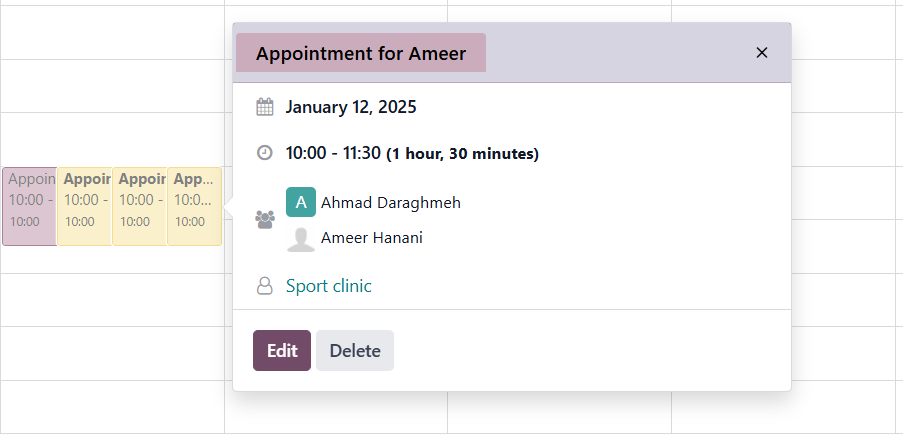 Appointment for Ameer
January 12, 2025
10:00 - 11:30 (1 hour, 30 minutes)
A Ahmad Daraghmeh
Ameer Hanani
Sport clinic
Edit Delete
Appoin Appoin Appoin App...
10:00 - 10:00 - 10:00 - 10:0...
10:00 10:00 10:00 10:00